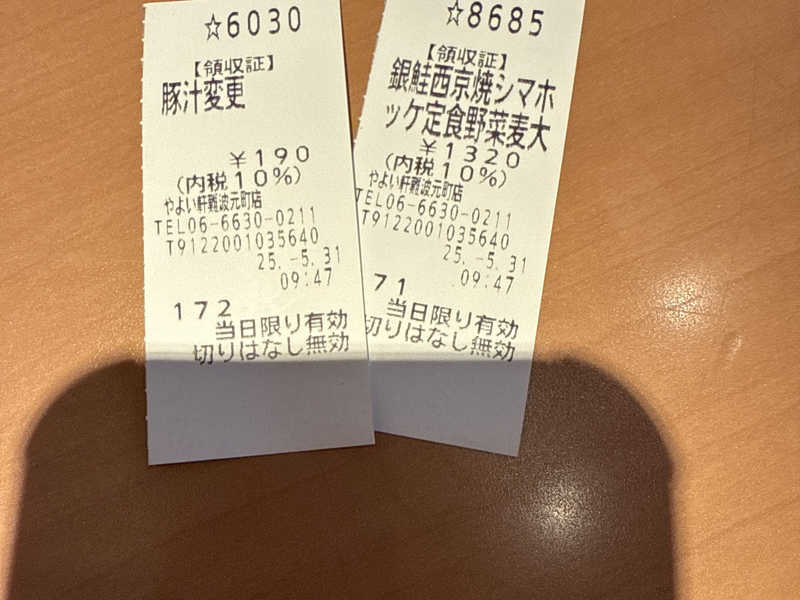 ☆6030
【領収証】
豚汁変更
¥190
(内税10%)
やよい軒難波元町店
TEL06-6630-0211
T9122001035640
25.-5.31
09:47
172
当日限り有効
切りはなし無効
☆8685
【領収証】
銀鮭西京焼シマホ
ッケ定食野菜麦大
¥1320
(内税10%)
やよい軒難波元町店
TEL06-6630-0211
T9122001035640
25.-5.31
09:47
71
当日限り有効
切りはなし無効